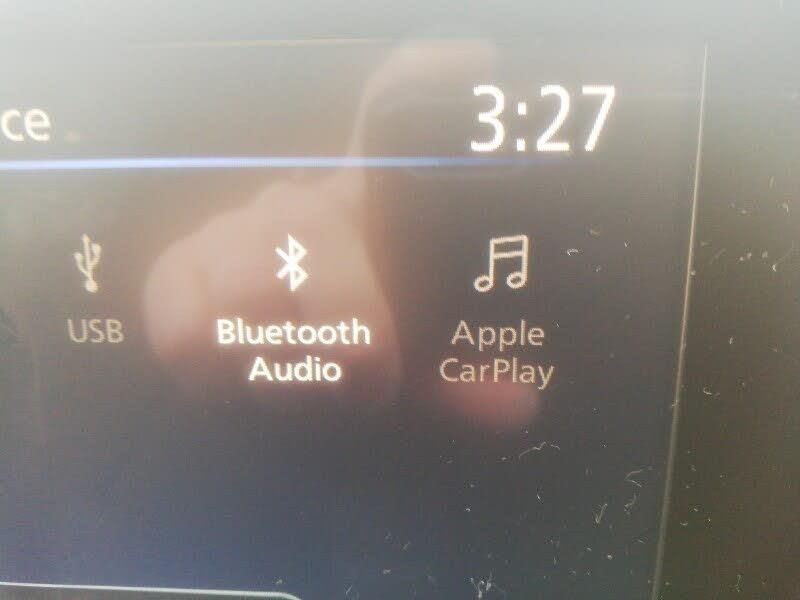 ce
3:27
USB
Bluetooth
Audio
Apple
CarPlay